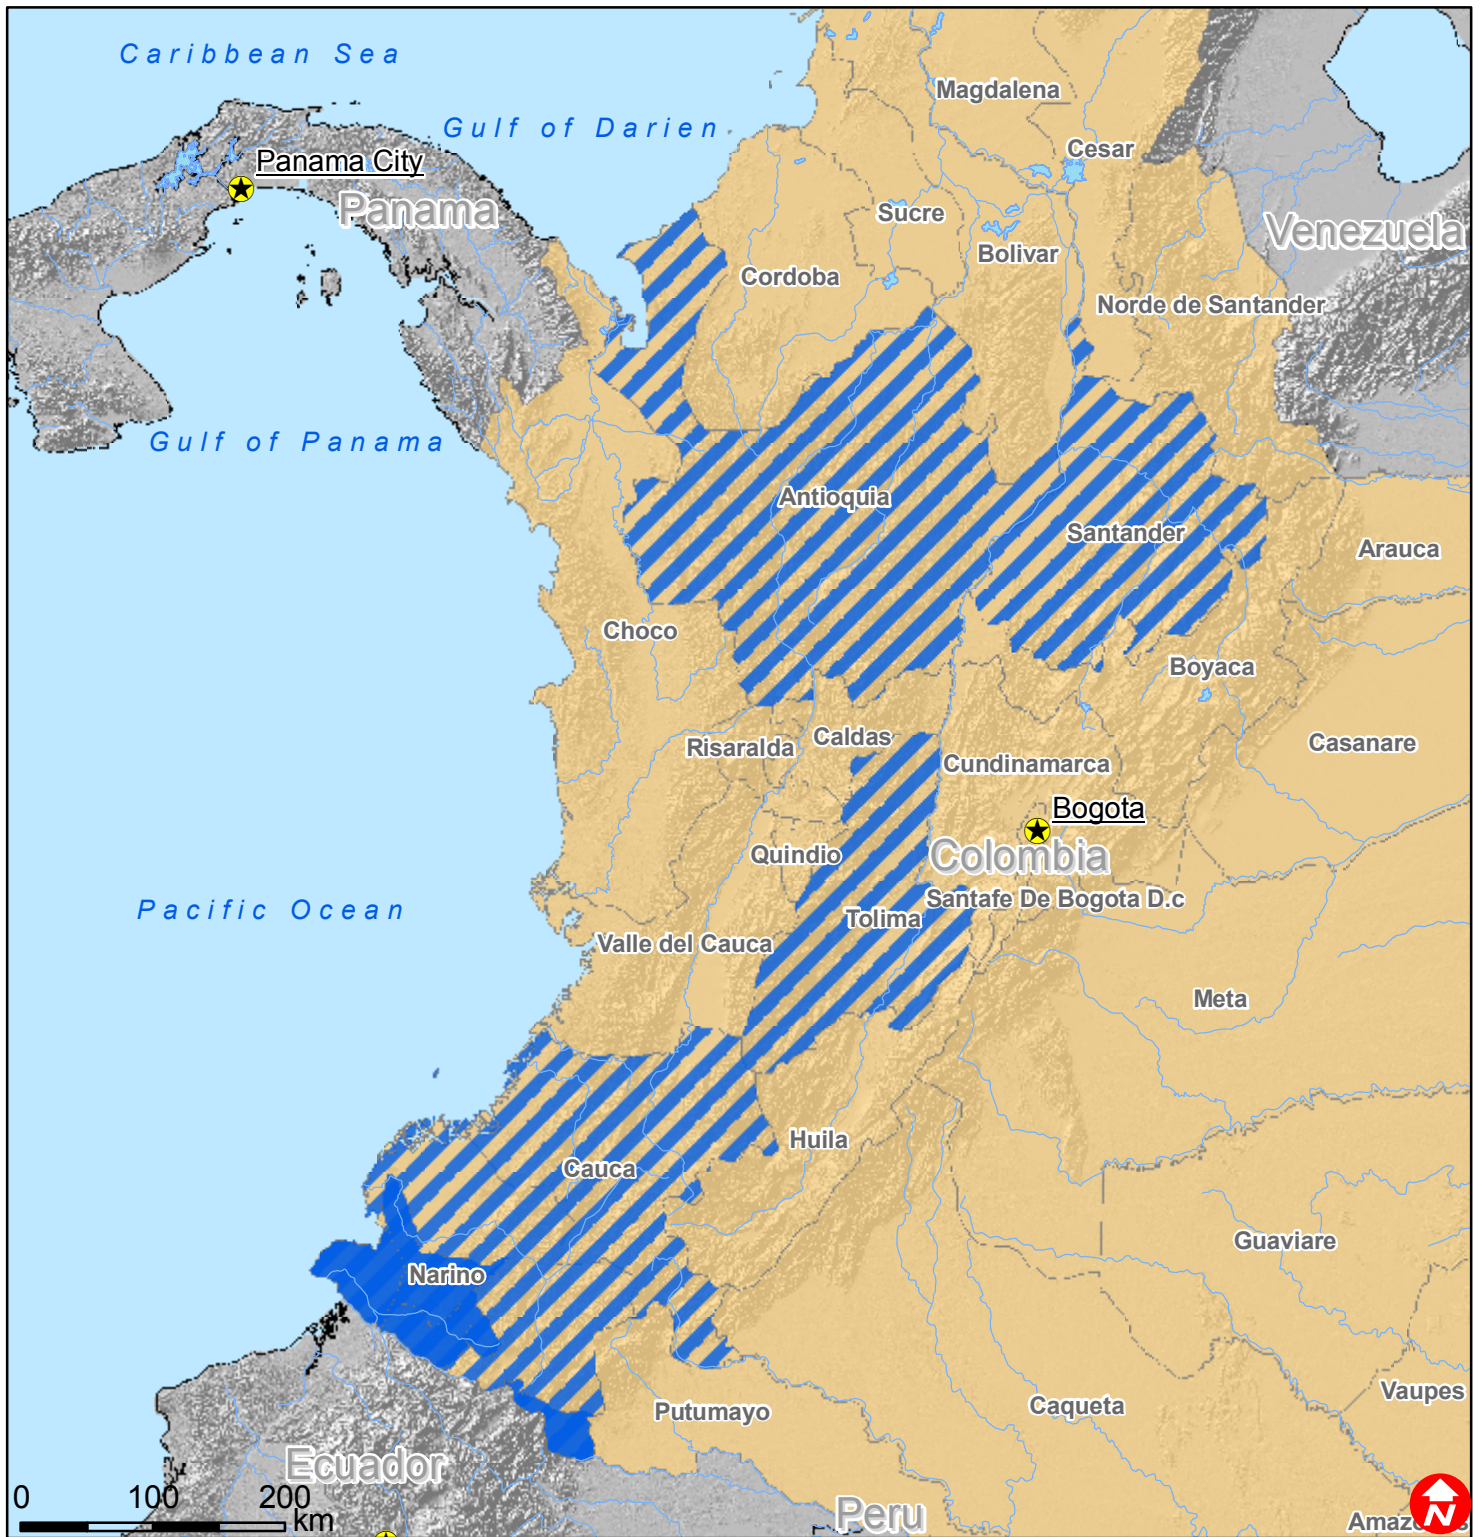 Caribbean Sea
Magdalena
Gulf of Darien
Cesar
Panama City
Panama
Sucre
Venezuela
Bolivar
Cordoba
Norde de Santander
Gulf of Panama
Antioquia
Santander
Arauca
Choco
Boyaca
Risaralda
Caldas
Casanare
Cundinamarca
Bogota
Quindio
Colombia
Santafe De Bogota D.c
Pacific Ocean
Tolima
Valle del Cauca
Meta
Huila
Cauca
Guaviare
Narino
Vaupes
Putumayo
Caqueta
Ecuador
0 100 200
km
Peru
N